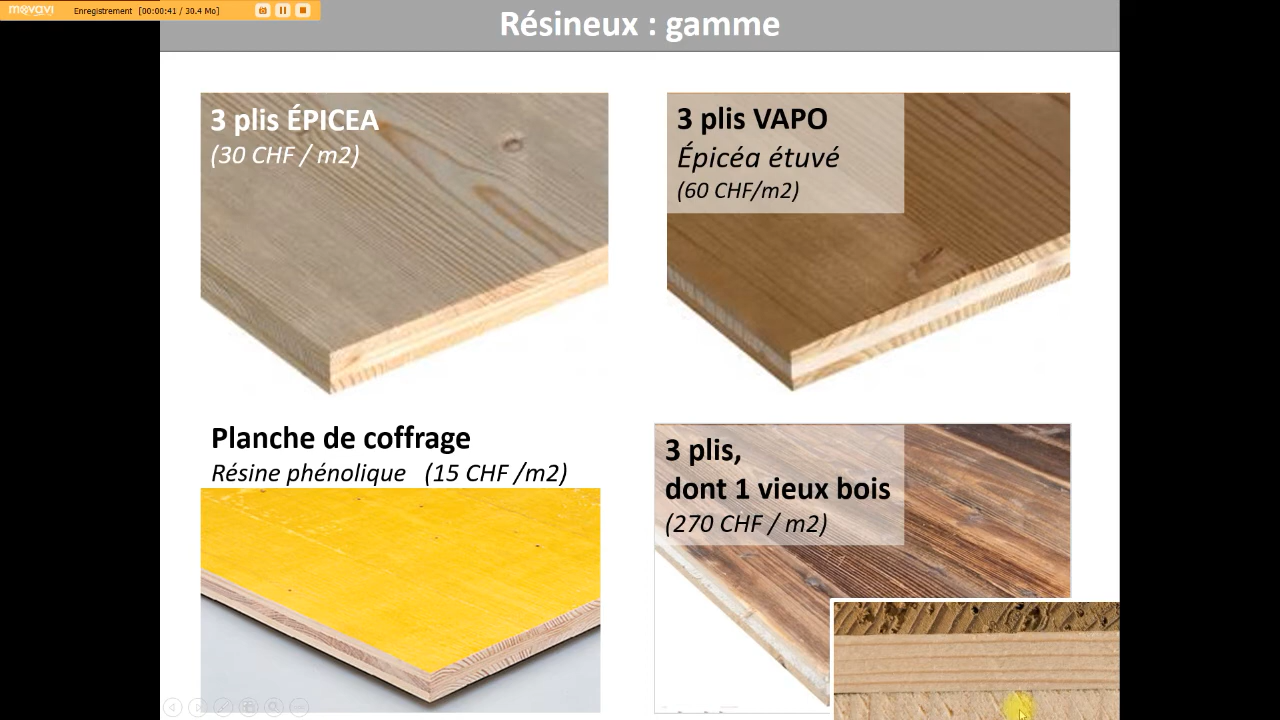 movavi
Enregistrement [00:00:41 / 30.4 Mo]
Résineux : gamme
3 plis ÉPICEA
(30 CHF / m2)
3 plis VAPO
Épicéa étuvé
(60 CHF/m2)
Planche de coffrage
Résine phénolique (15 CHF /m2)
3 plis,
dont 1 vieux bois
(270 CHF / m2)